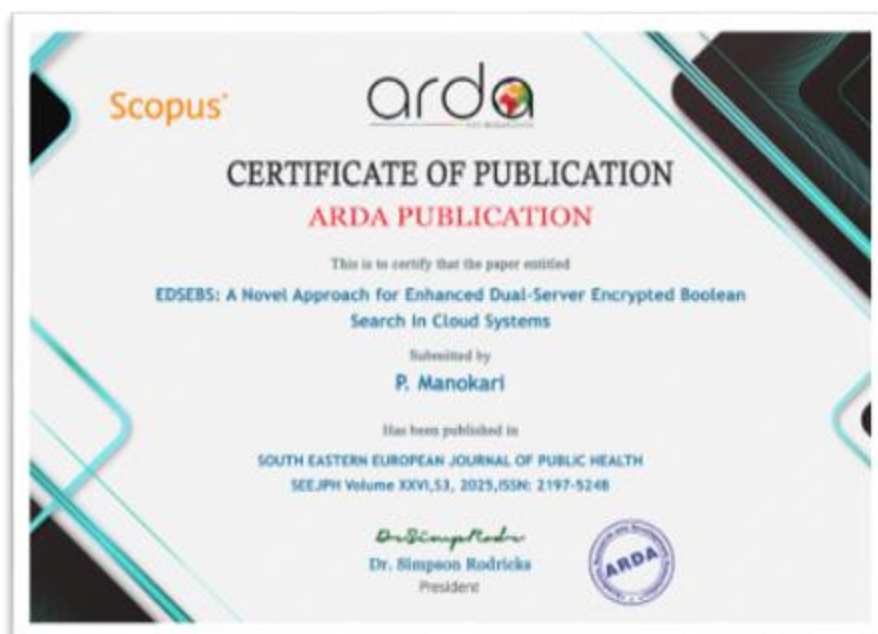 Scopus
arda
CERTIFICATE OF PUBLICATION
ARDA PUBLICATION
This is to certify that the paper entitled
EDSEBS: A Novel Approach for Enhanced Dual-Server Encrypted Boolean
Search In Cloud Systems
Submitted by
P. Manokari
Has been published in
SOUTH EASTERN EUROPEAN JOURNAL OF PUBLIC HEALTH
SEEJPH Volume XXVI,S3, 2025,ISSN: 2197-5248
Dr. Simpson Rodricks
President
ARDA